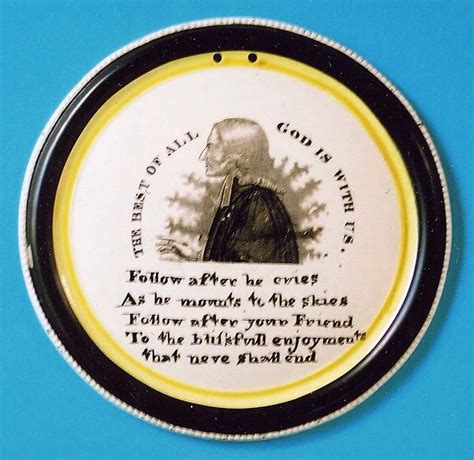 THE BEST OF ALL GOD IS WITH US.
Follow after he cries
As he mounts to the skies
Follow after your Friend
To the blissfull enjoyments
that neve shall end